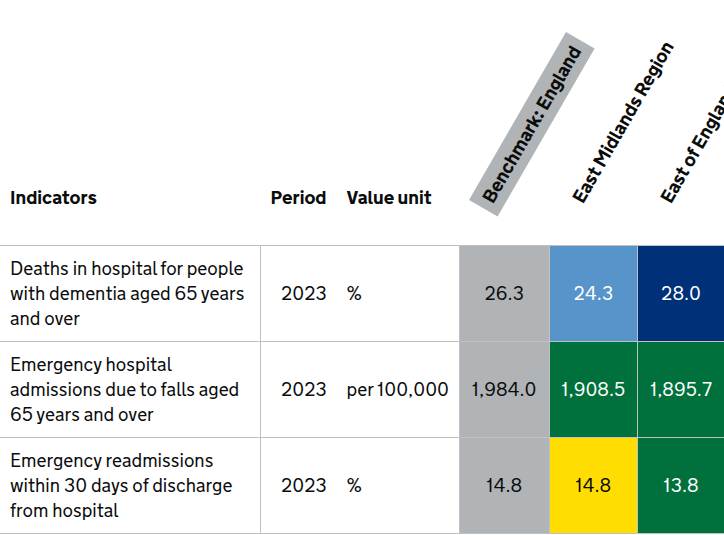 Benchmark: England
East Midlands Region
East of
Indicators Period Value unit
Deaths in hospital for people
with dementia aged 65 years
and over
2023 % 26.3 24.3 28.0
Emergency hospital
admissions due to falls aged
65 years and over
2023 per 100,000 1,984.0 1,908.5 1,895.7
Emergency readmissions
within 30 days of discharge
from hospital
2023 % 14.8 14.8 13.8